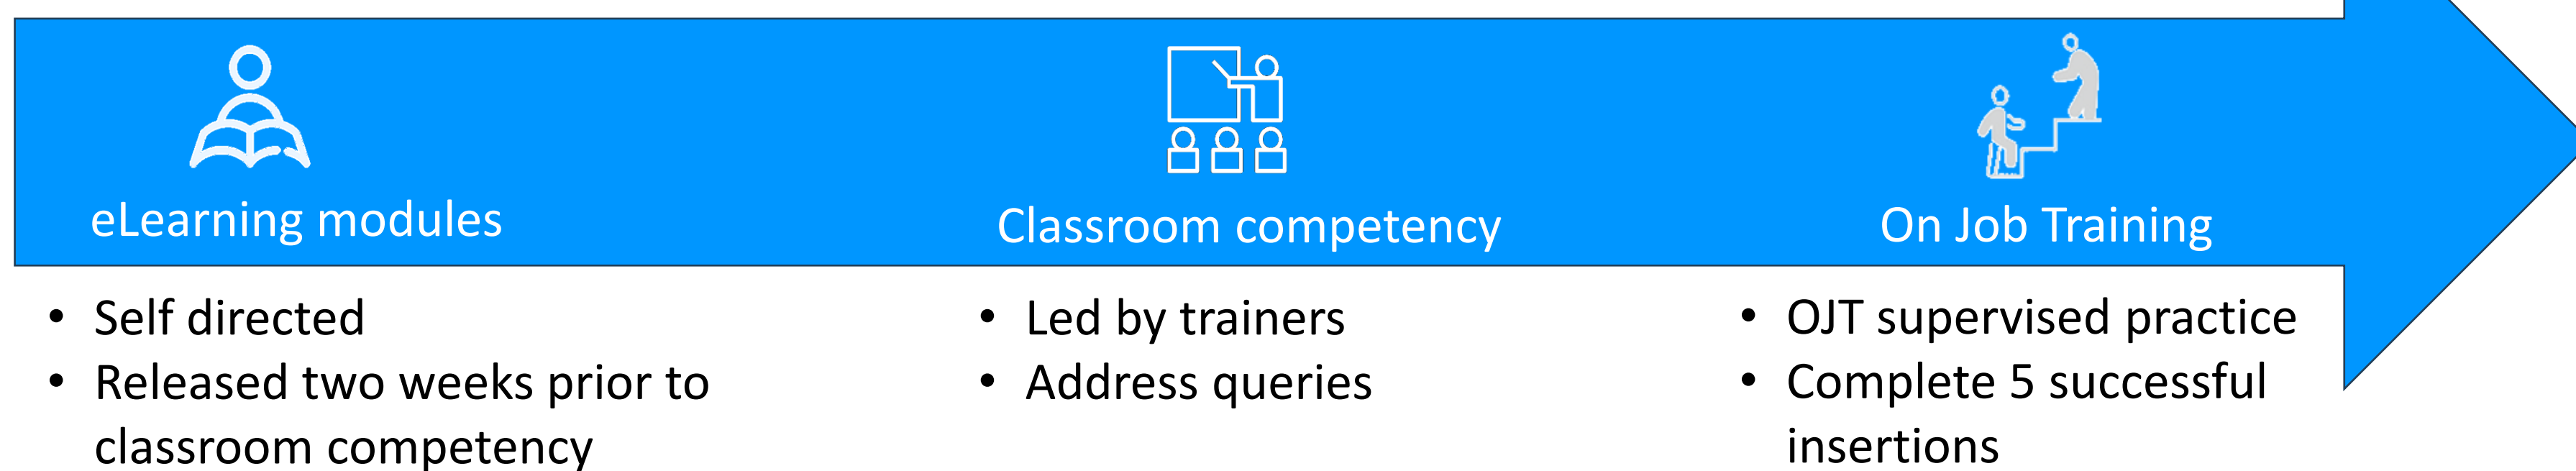 eLearning modules
• Self directed
• Released two weeks prior to
classroom competency
Classroom competency
• Led by trainers
• Address queries
On Job Training
• OJT supervised practice
• Complete 5 successful
insertions